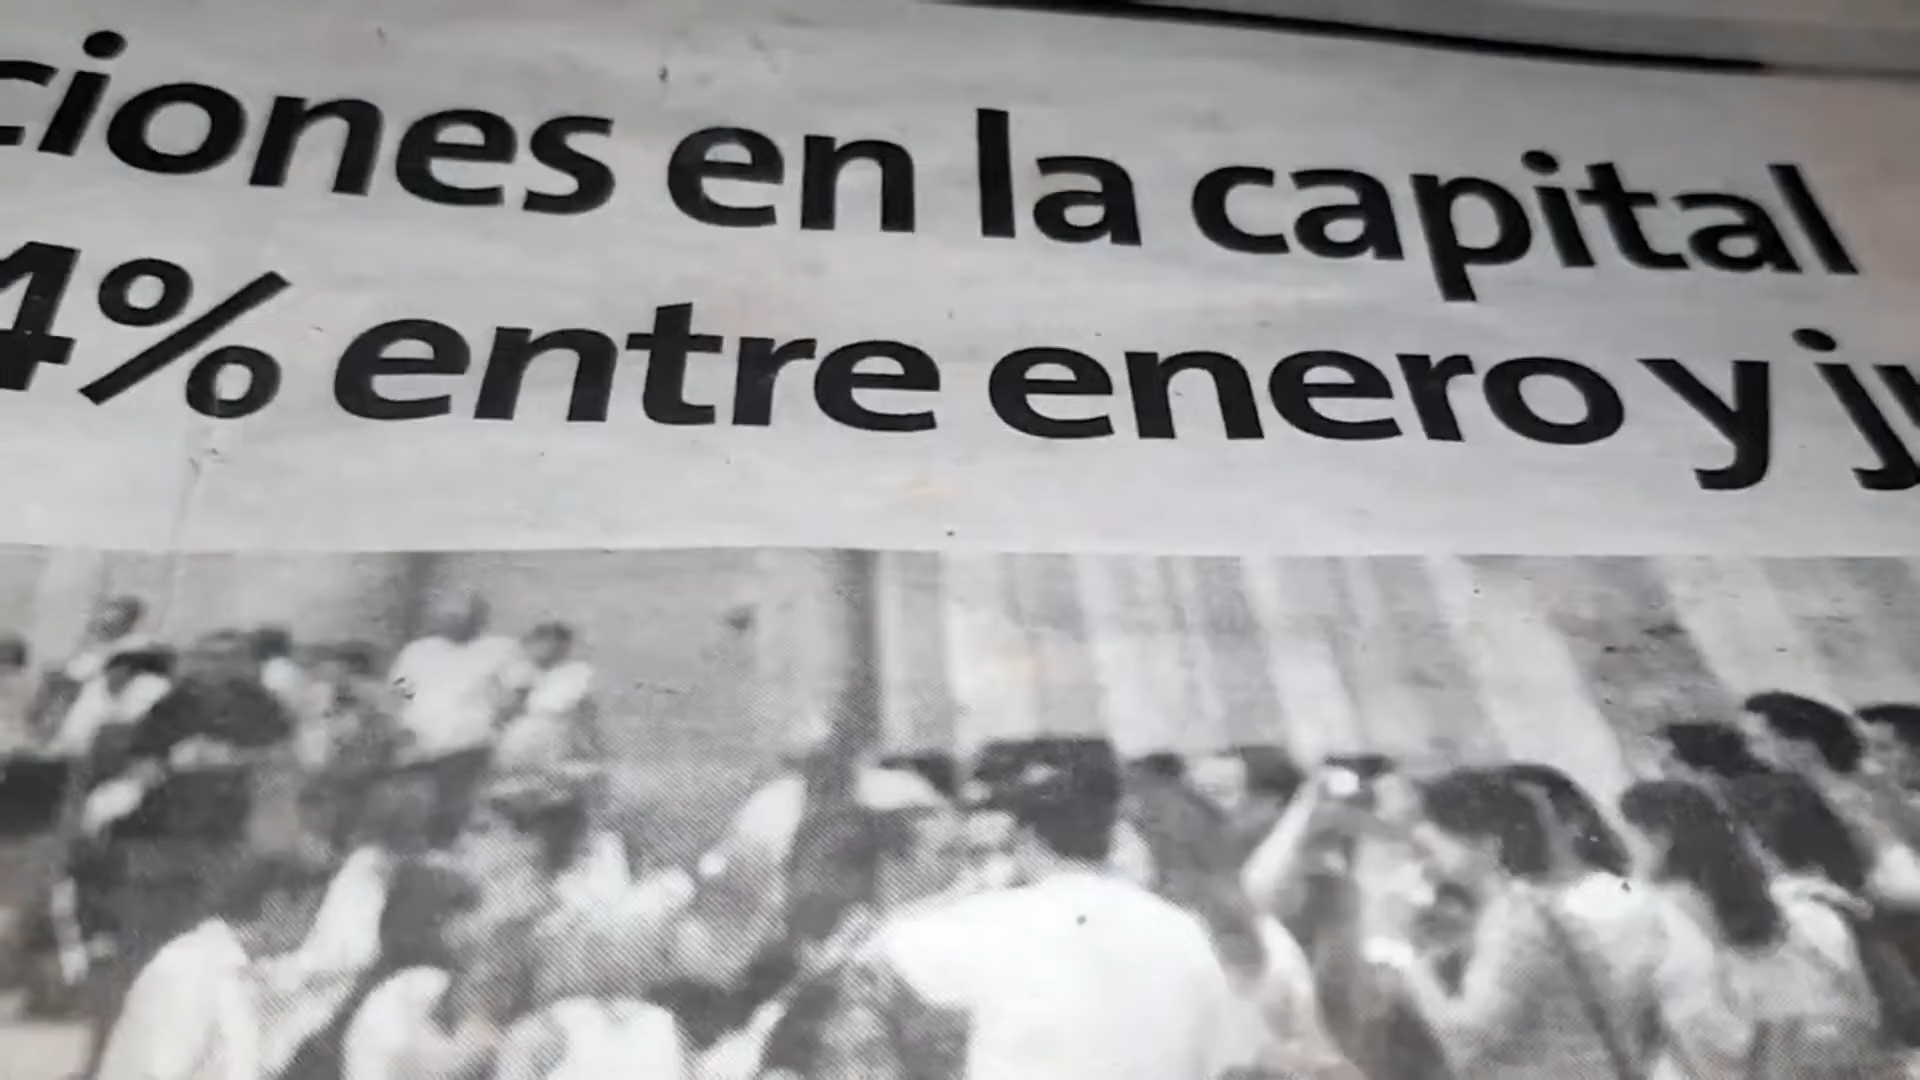 ciones en la capital
4% entre enero y j